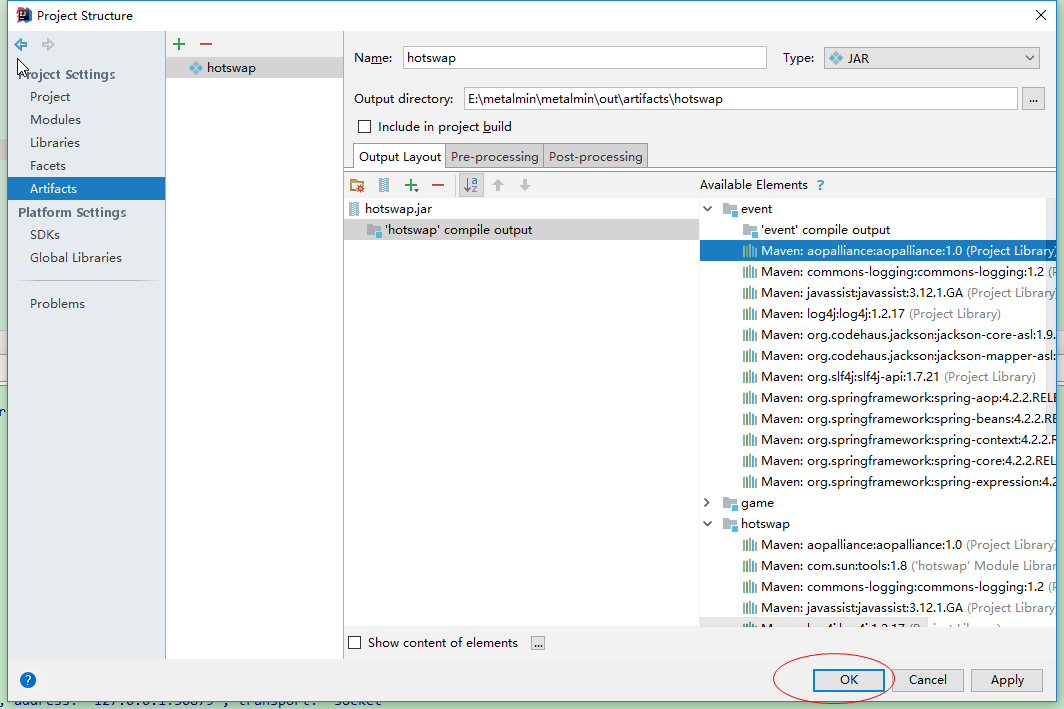 Project Structure
Project Settings
Project
Modules
Libraries
Facets
Artifacts
Platform Settings
SDKs
Global Libraries
Problems
hotswap
Name: hotswap
Type: JAR
Output directory: E:\metalmin\metalmin\out\artifacts\hotswap ...
Include in project build
Output Layout Pre-processing Post-processing
Available Elements ?
hotswap.jar
'hotswap' compile output
event
'event' compile output
Maven: aopalliance:aopalliance:1.0 (Project Library)
Maven: commons-logging:commons-logging:1.2 (P
Maven: javassist:javassist:3.12.1.GA (Project Library
Maven: log4j:log4j:1.2.17 (Project Library)
Maven: org.codehaus.jackson:jackson-core-asl:1.9.
Maven: org.codehaus.jackson:jackson-mapper-asl:
Maven: org.slf4j:slf4j-api:1.7.21 (Project Library)
Maven: org.springframework:spring-aop:4.2.2.RELE
Maven: org.springframework:spring-beans:4.2.2.RE
Maven: org.springframework:spring-context:4.2.2.R
Maven: org.springframework:spring-core:4.2.2.REL
Maven: org.springframework:spring-expression:4.2
game
hotswap
Maven: aopalliance:aopalliance:1.0 (Project Library)
Maven: com.sun:tools:1.8 ('hotswap' Module Librar
Maven: commons-logging:commons-logging:1.2 (P
Maven: javassist:javassist:3.12.1.GA (Project Library
Show content of elements ...
? OK Cancel Apply